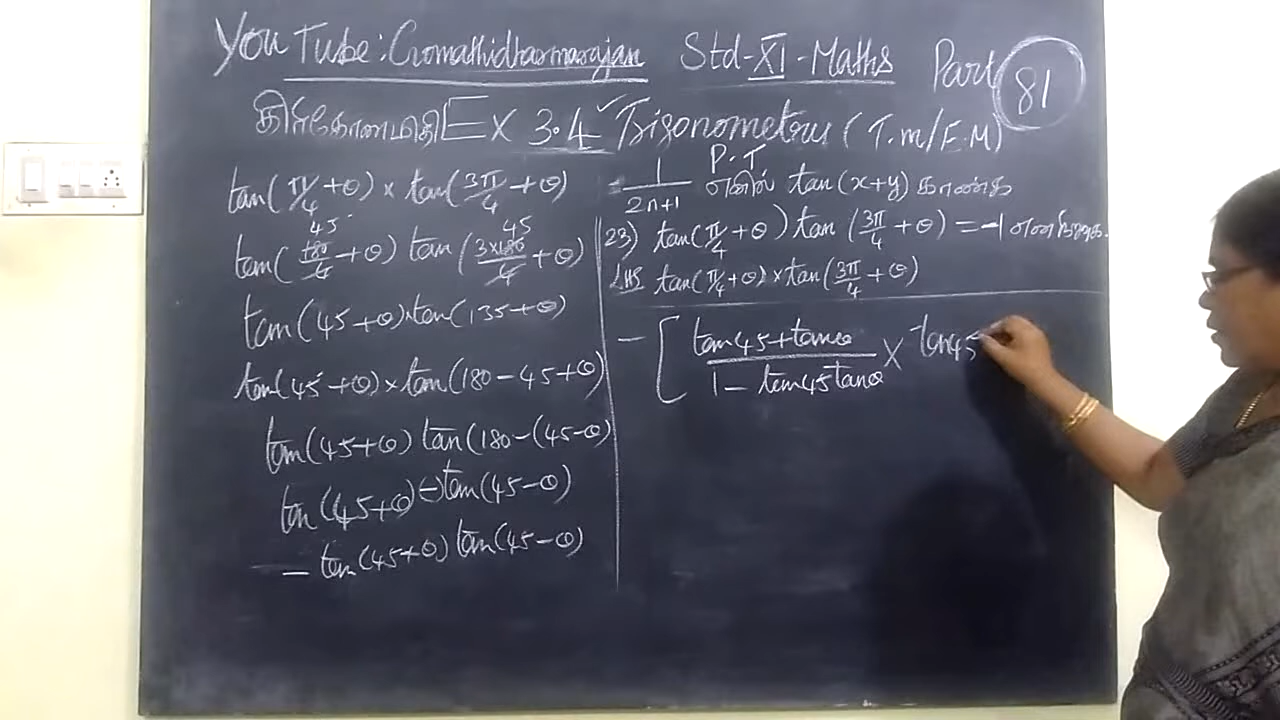 YouTube: Gomathidharmarajan Std-XI-Maths Part 81
திரிகோணமிதி Ex 3.4 ✓ Trigonometry (T.M/E.M)
tan(π/4+θ) × tan(3π/4+θ)
45 45
tan(180/4+θ) tan(3×180/4+θ)
tan(45+θ)×tan(135+θ)
tan(45+θ)×tan(180-45+θ)
tan(45+θ) tan(180-(45-θ)
tan(45+θ)(-)tan(45-θ)
- tan(45+θ) tan(45-θ)
P.T
= 1/2n+1 எனில் tan(x+y) காண்க
23) tan(π/4+θ) tan(3π/4+θ) = -1 என நிறுவுக.
LHS tan(π/4+θ)×tan(3π/4+θ)
- [ tan45+tanθ / 1 - tan45tanθ × tan45